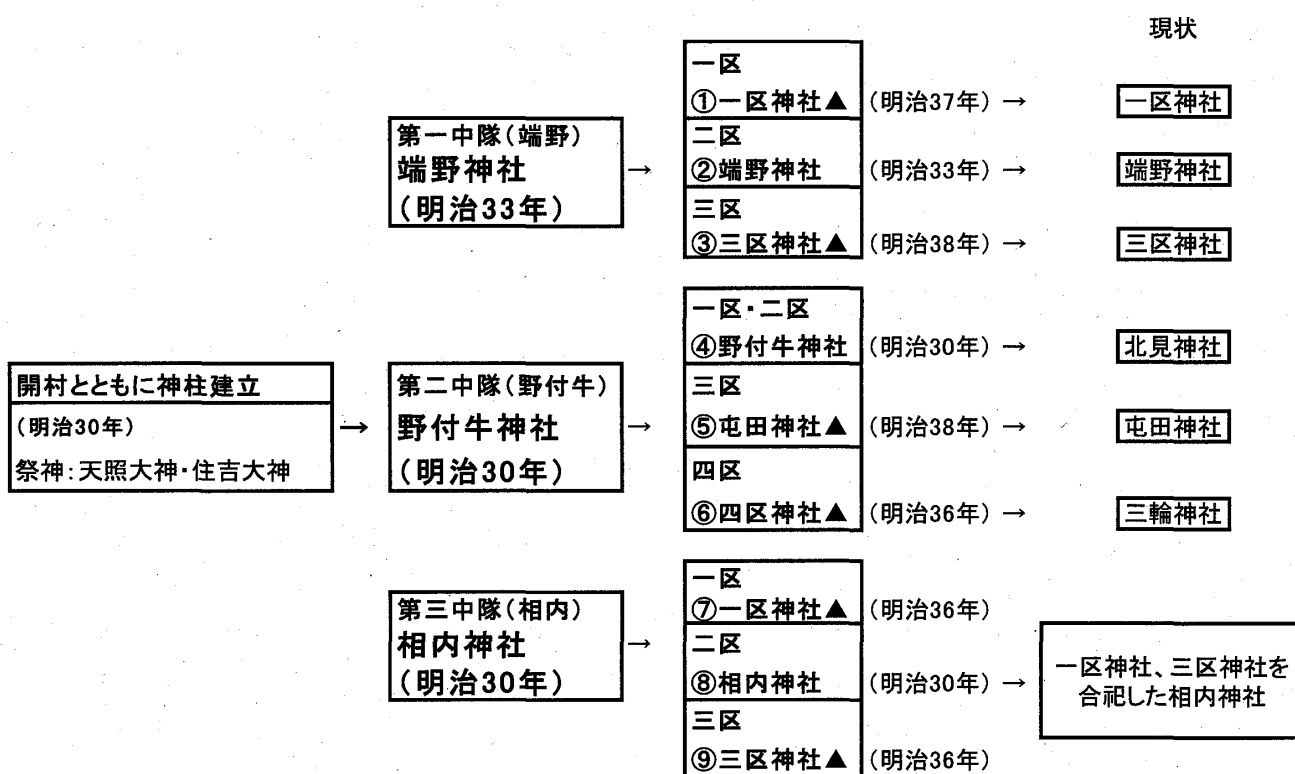 現状
開村とともに神柱建立
(明治30年)
祭神:天照大神・住吉大神
→
第一中隊(端野)
端野神社
(明治33年)
→
一区
①一区神社▲ (明治37年) → 一区神社
二区
②端野神社 (明治33年) → 端野神社
三区
③三区神社▲ (明治38年) → 三区神社
第二中隊(野付牛)
野付牛神社
(明治30年)
→
一区・二区
④野付牛神社 (明治30年) → 北見神社
三区
⑤屯田神社▲ (明治38年) → 屯田神社
四区
⑥四区神社▲ (明治36年) → 三輪神社
第三中隊(相内)
相内神社
(明治30年)
→
一区
⑦一区神社▲ (明治36年)
二区
⑧相内神社 (明治30年) →
三区
⑨三区神社▲ (明治36年)
一区神社、三区神社を
合祀した相内神社